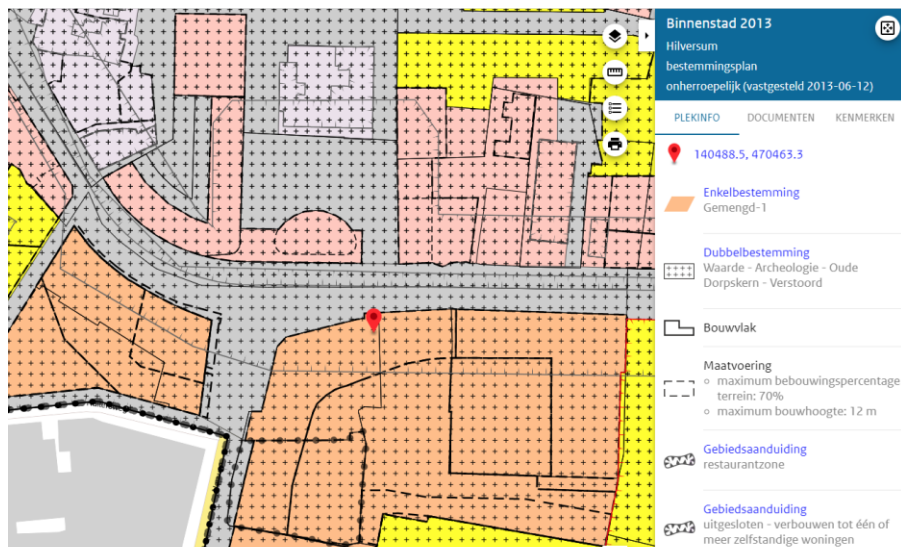 Binnenstad 2013
Hilversum
bestemmingsplan
onherroepelijk (vastgesteld 2013-06-12)
PLEKINFO DOCUMENTEN KENMERKEN
140488.5, 470463.3
Enkelbestemming
Gemengd-1
Dubbelbestemming
Waarde - Archeologie - Oude
Dorpskern - Verstoord
Bouwvlak
Maatvoering
maximum bebouwingspercentage
terrein: 70%
maximum bouwhoogte: 12 m
Gebiedsaanduiding
restaurantzone
Gebiedsaanduiding
uitgesloten - verbouwen tot één of
meer zelfstandige woningen